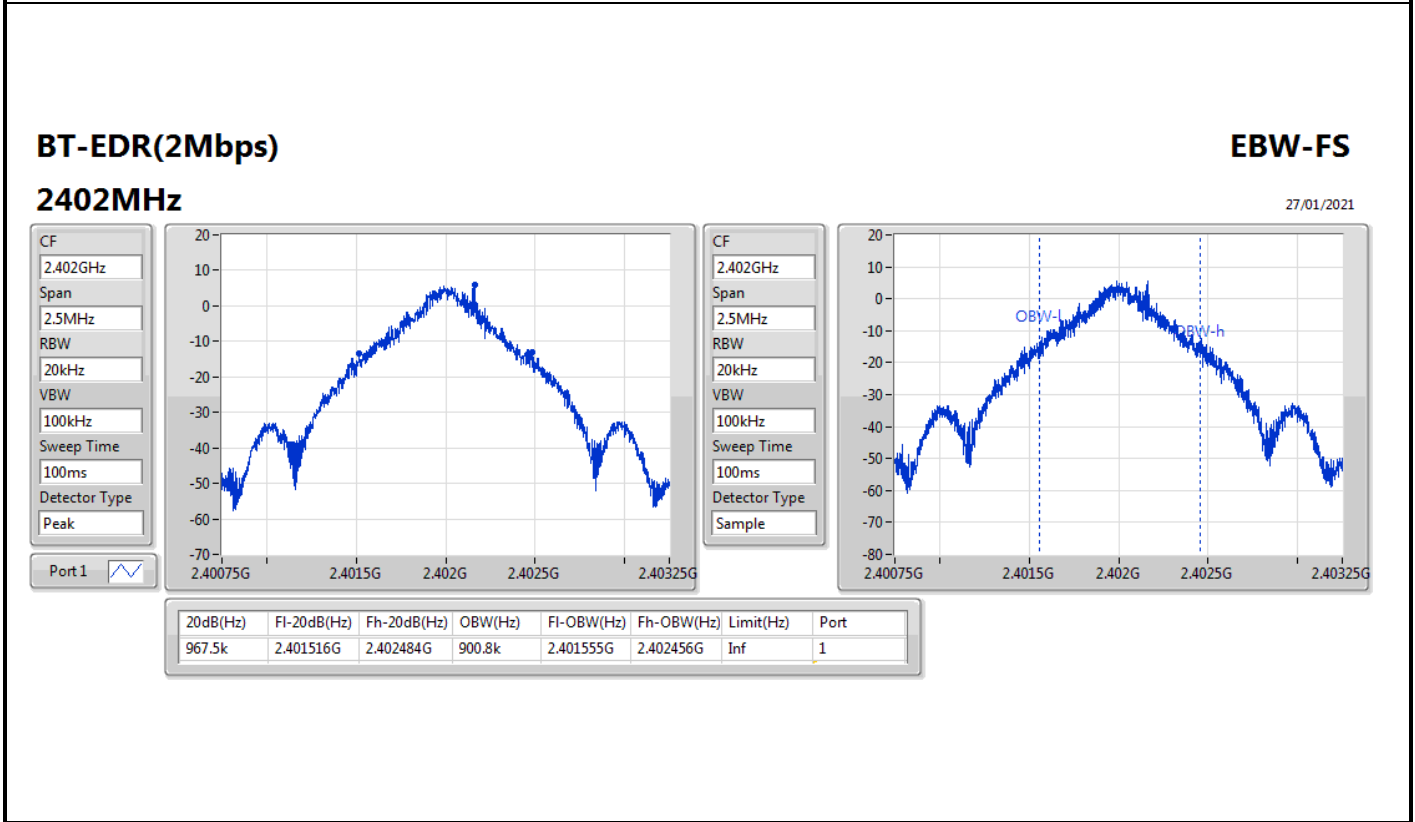 BT-EDR(2Mbps)
EBW-FS
2402MHz
27/01/2021
CF
2.402GHz
Span
2.5MHz
RBW
20kHz
VBW
100kHz
Sweep Time
100ms
Detector Type
Peak
Port 1
20
10
0
-10
-20
-30
-40
-50
-60
-70
2.40075G 2.4015G 2.402G 2.4025G 2.40325G
CF
2.402GHz
Span
2.5MHz
RBW
20kHz
VBW
100kHz
Sweep Time
100ms
Detector Type
Sample
20
10
0
-10
-20
-30
-40
-50
-60
-70
-80
OBW-l
OBW-h
2.40075G 2.4015G 2.402G 2.4025G 2.40325G
20dB(Hz) Fl-20dB(Hz) Fh-20dB(Hz) OBW(Hz) Fl-OBW(Hz) Fh-OBW(Hz) Limit(Hz) Port
967.5k 2.401516G 2.402484G 900.8k 2.401555G 2.402456G Inf 1